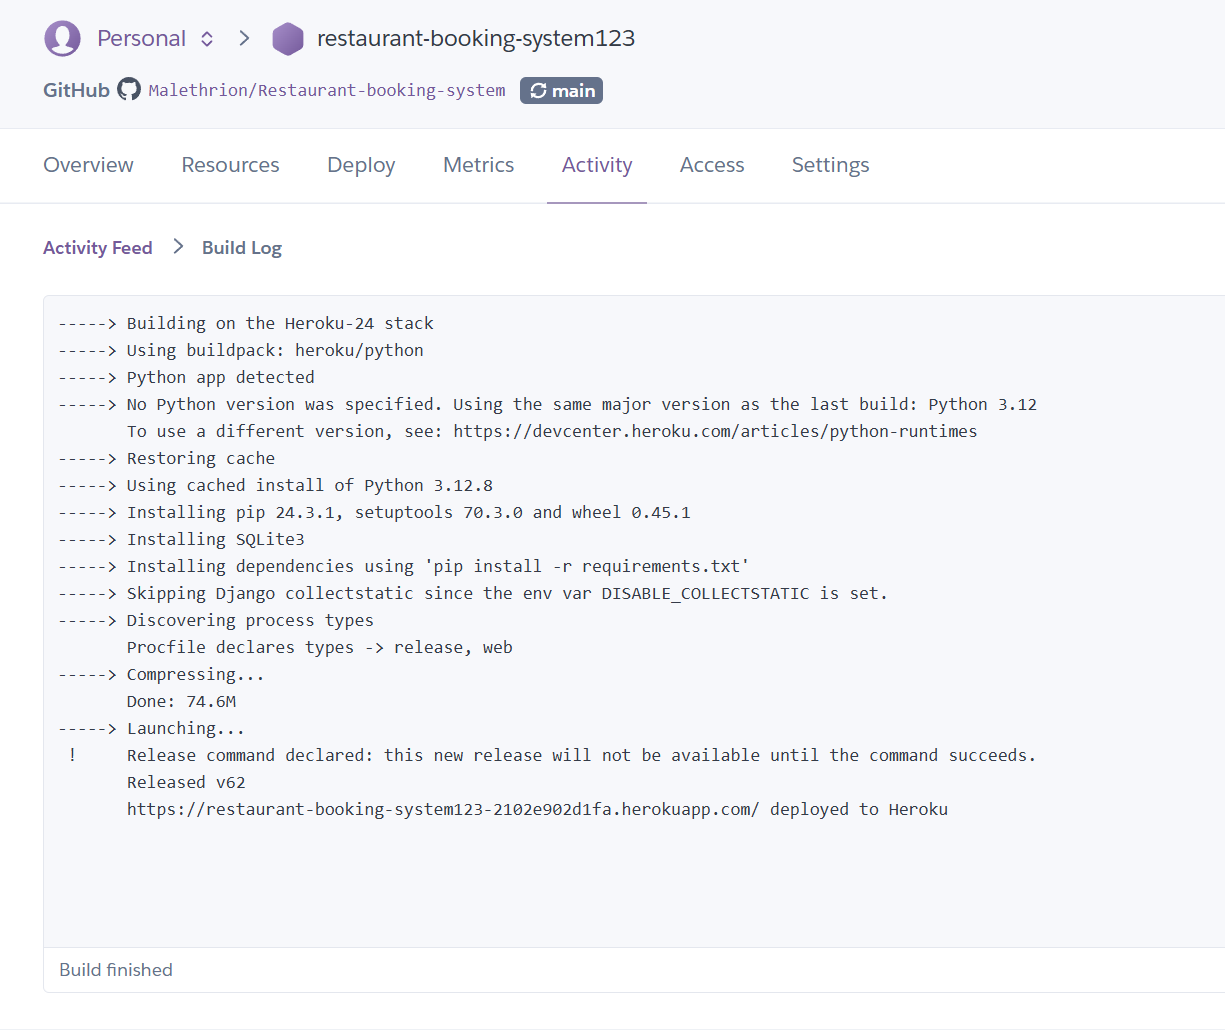 Personal restaurant-booking-system123
GitHub Malethrion/Restaurant-booking-system main
Overview Resources Deploy Metrics Activity Access Settings
Activity Feed Build Log
-----> Building on the Heroku-24 stack
-----> Using buildpack: heroku/python
-----> Python app detected
-----> No Python version was specified. Using the same major version as the last build: Python 3.12
To use a different version, see: https://devcenter.heroku.com/articles/python-runtimes
-----> Restoring cache
-----> Using cached install of Python 3.12.8
-----> Installing pip 24.3.1, setuptools 70.3.0 and wheel 0.45.1
-----> Installing SQLite3
-----> Installing dependencies using 'pip install -r requirements.txt'
-----> Skipping Django collectstatic since the env var DISABLE_COLLECTSTATIC is set.
-----> Discovering process types
Procfile declares types -> release, web
-----> Compressing...
Done: 74.6M
-----> Launching...
! Release command declared: this new release will not be available until the command succeeds.
Released v62
https://restaurant-booking-system123-2102e902d1fa.herokuapp.com/ deployed to Heroku
Build finished